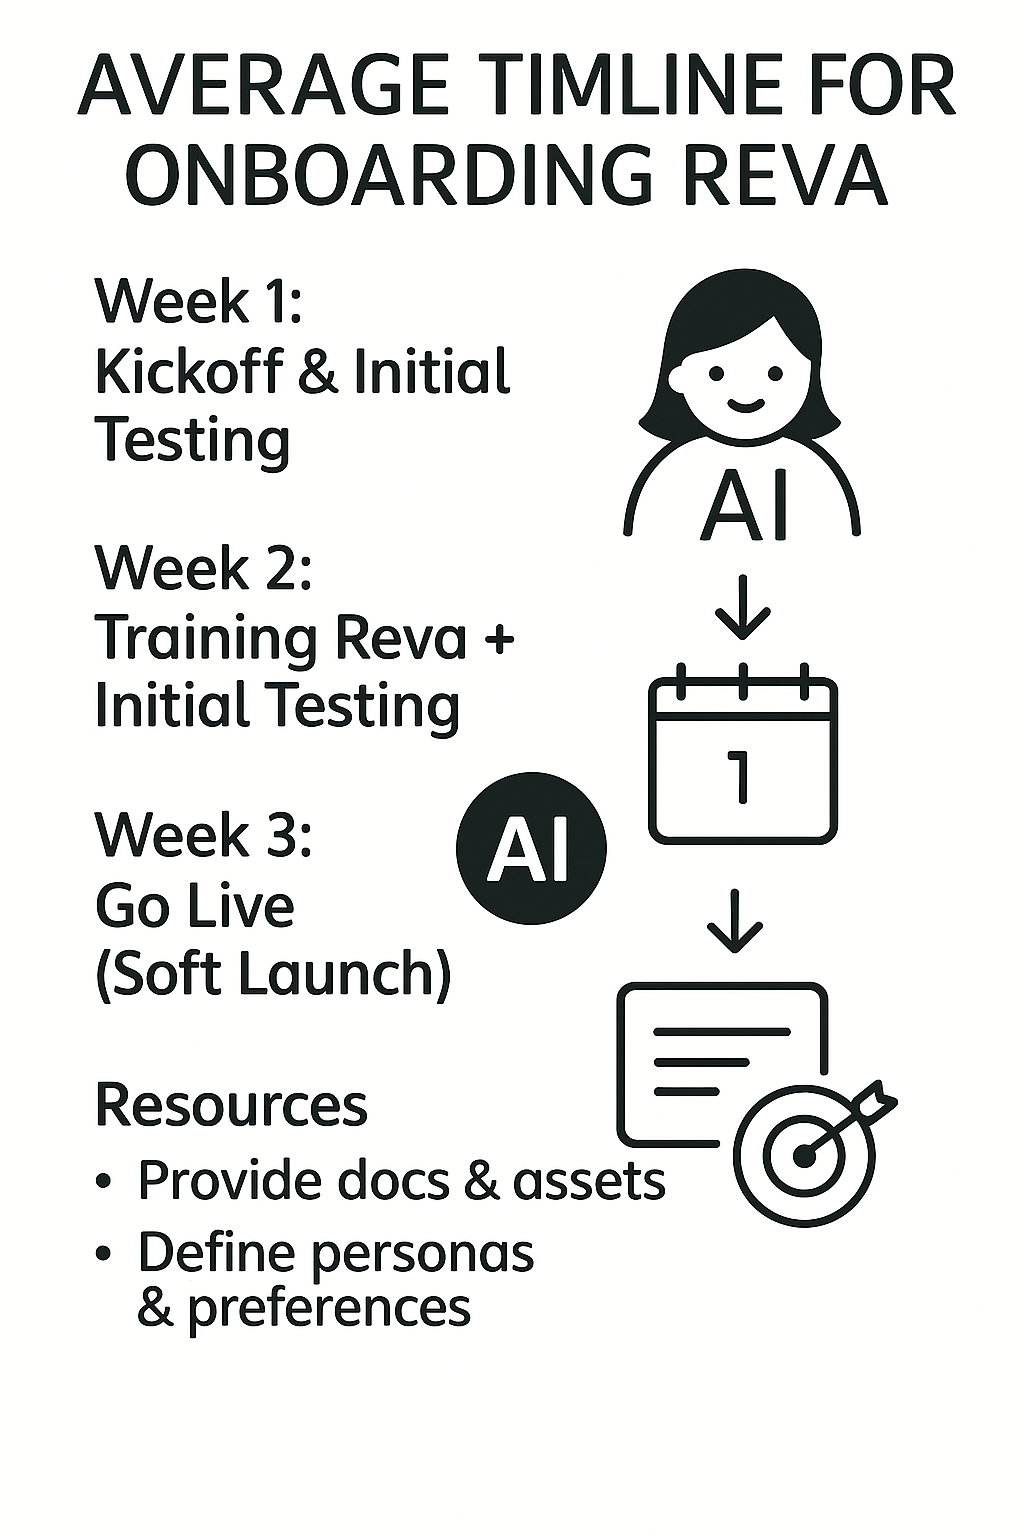 AVERAGE TIMLINE FOR
ONBOARDING REVA
Week 1:
Kickoff & Initial
Testing
AI
Week 2:
Training Reva +
Initial Testing
1
Week 3:
Go Live
(Soft Launch)
AI
Resources
• Provide docs & assets
• Define personas
& preferences